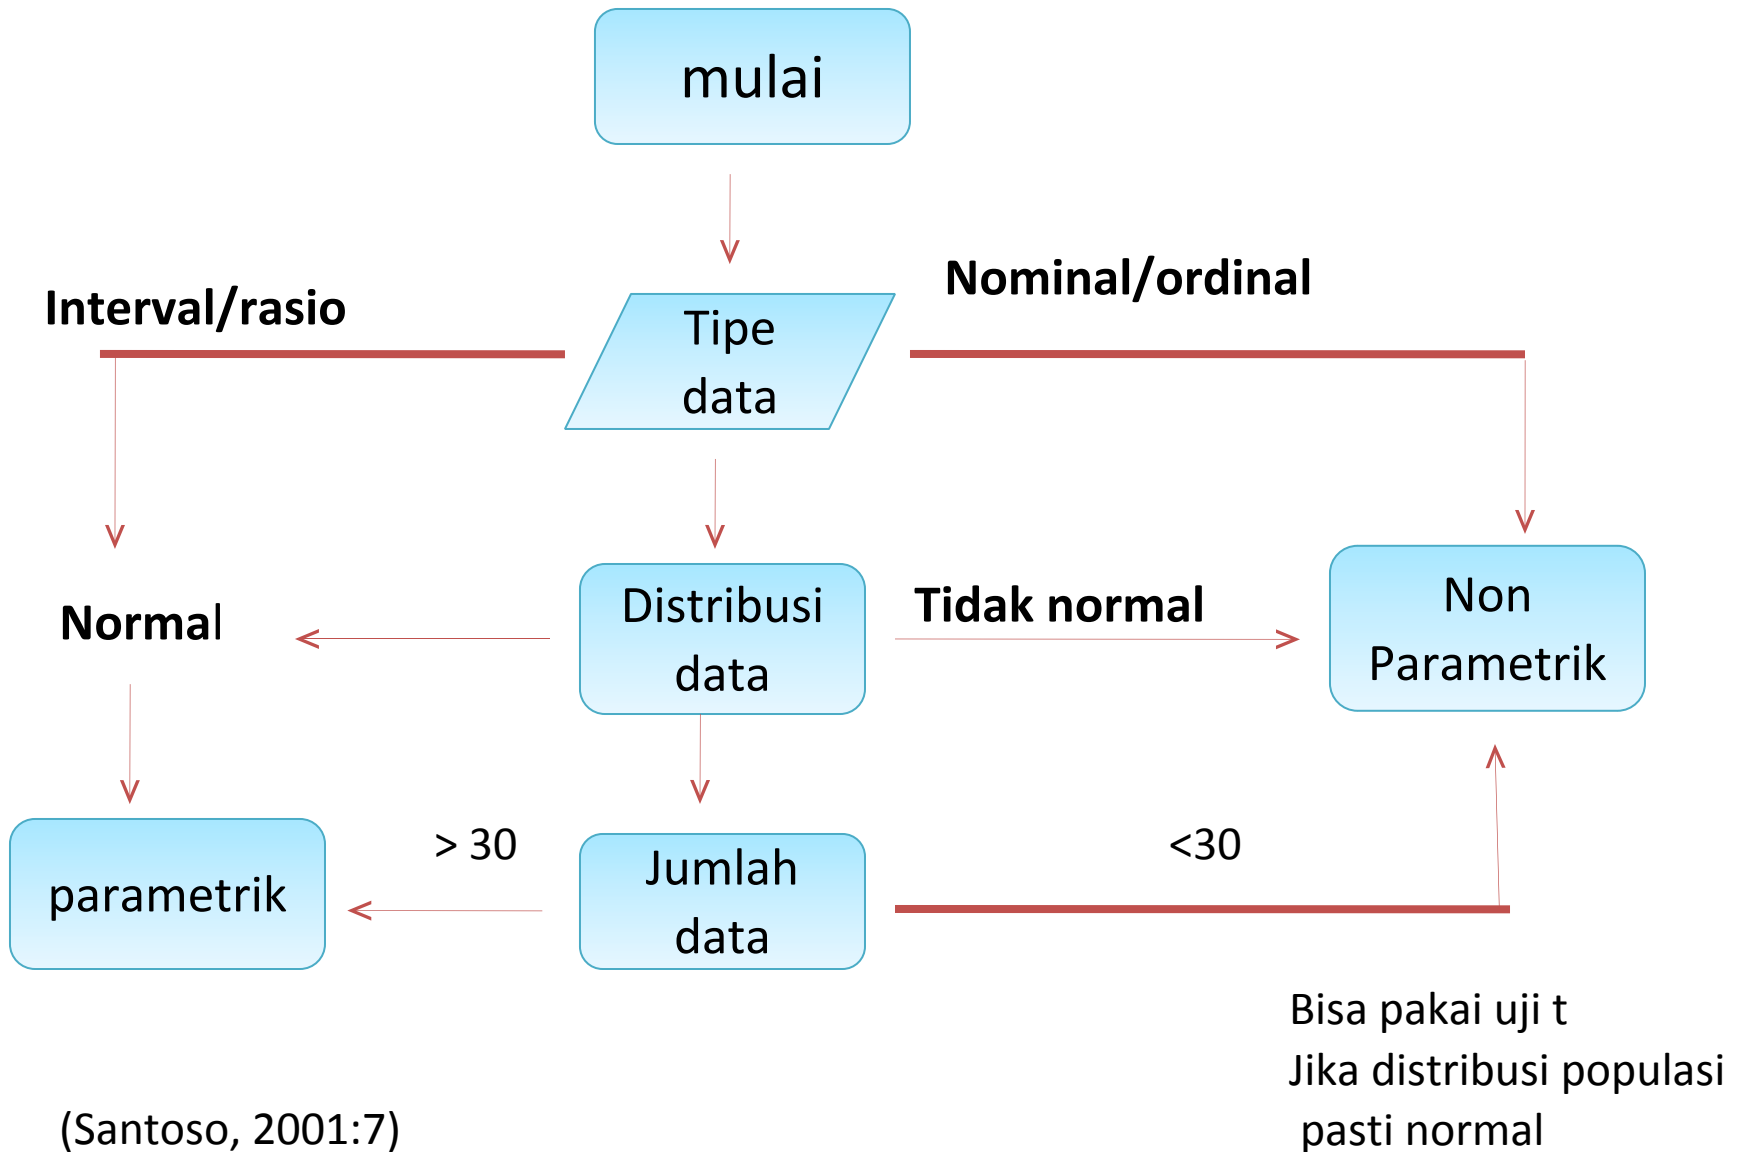 mulai
Nominal/ordinal
Interval/rasio
Tipe
data
Normal
Distribusi
data
Tidak normal
Non
Parametrik
parametrik
> 30
Jumlah
data
<30
Bisa pakai uji t
Jika distribusi populasi
pasti normal
(Santoso, 2001:7)